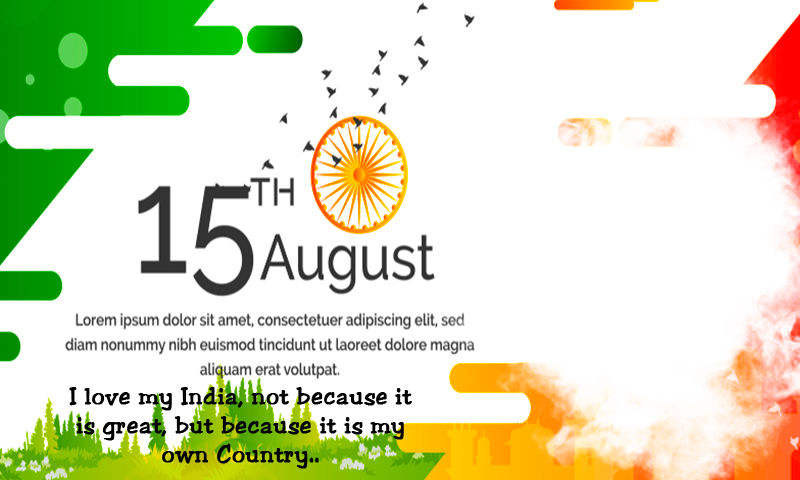 15TH
August
Lorem ipsum dolor sit amet, consectetuer adipiscing elit, sed
diam nonummy nibh euismod tincidunt ut laoreet dolore magna
aliquam erat volutpat.
I love my India, not because it
is great, but because it is my
own Country..